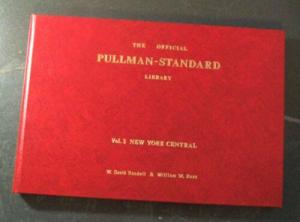 THE OFFICIAL
PULLMAN-STANDARD
LIBRARY
Vol. 2 NEW YORK CENTRAL
W. David Randall & William M. Ross